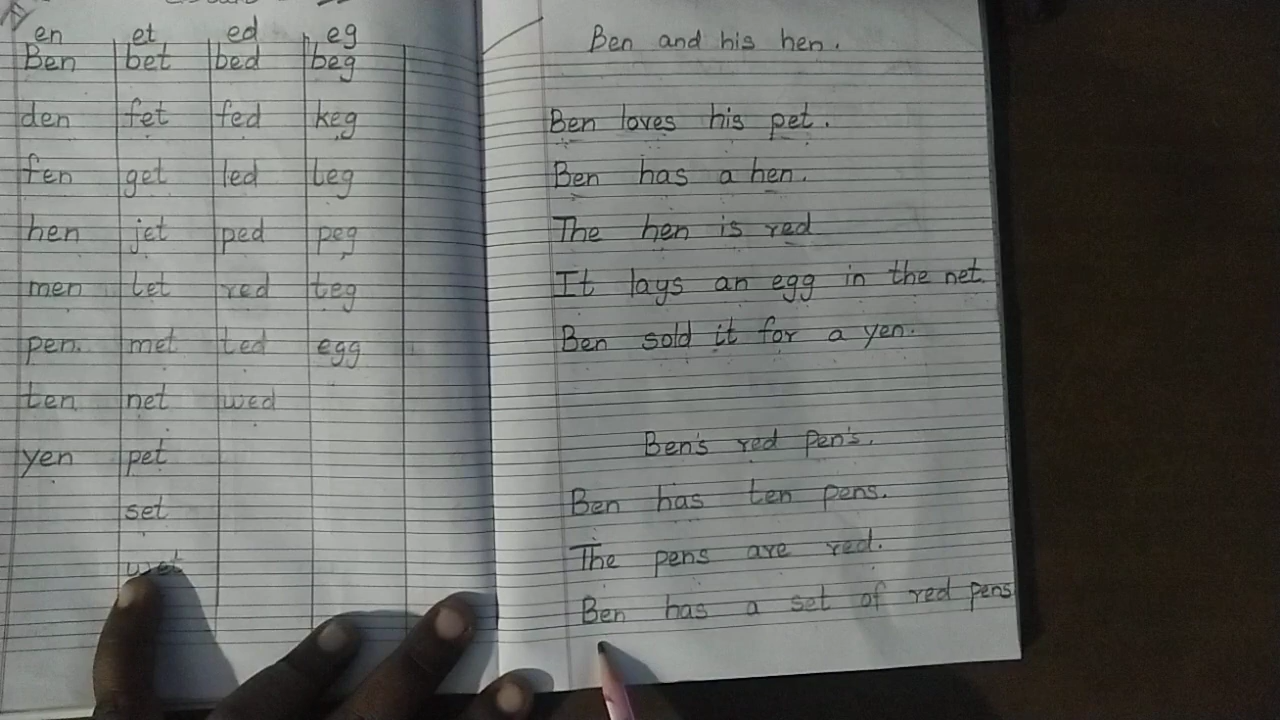 en et ed eg
Ben bet bed beg
den fet fed keg
fen get led leg
hen jet ped peg
men let red teg
pen. met ted egg
ten net wed
yen pet
set
wet
Ben and his hen.
Ben loves his pet.
Ben has a hen.
The hen is red
It lays an egg in the net.
Ben sold it for a yen.
Ben's red pen's.
Ben has ten pens.
The pens are red.
Ben has a set of red pens